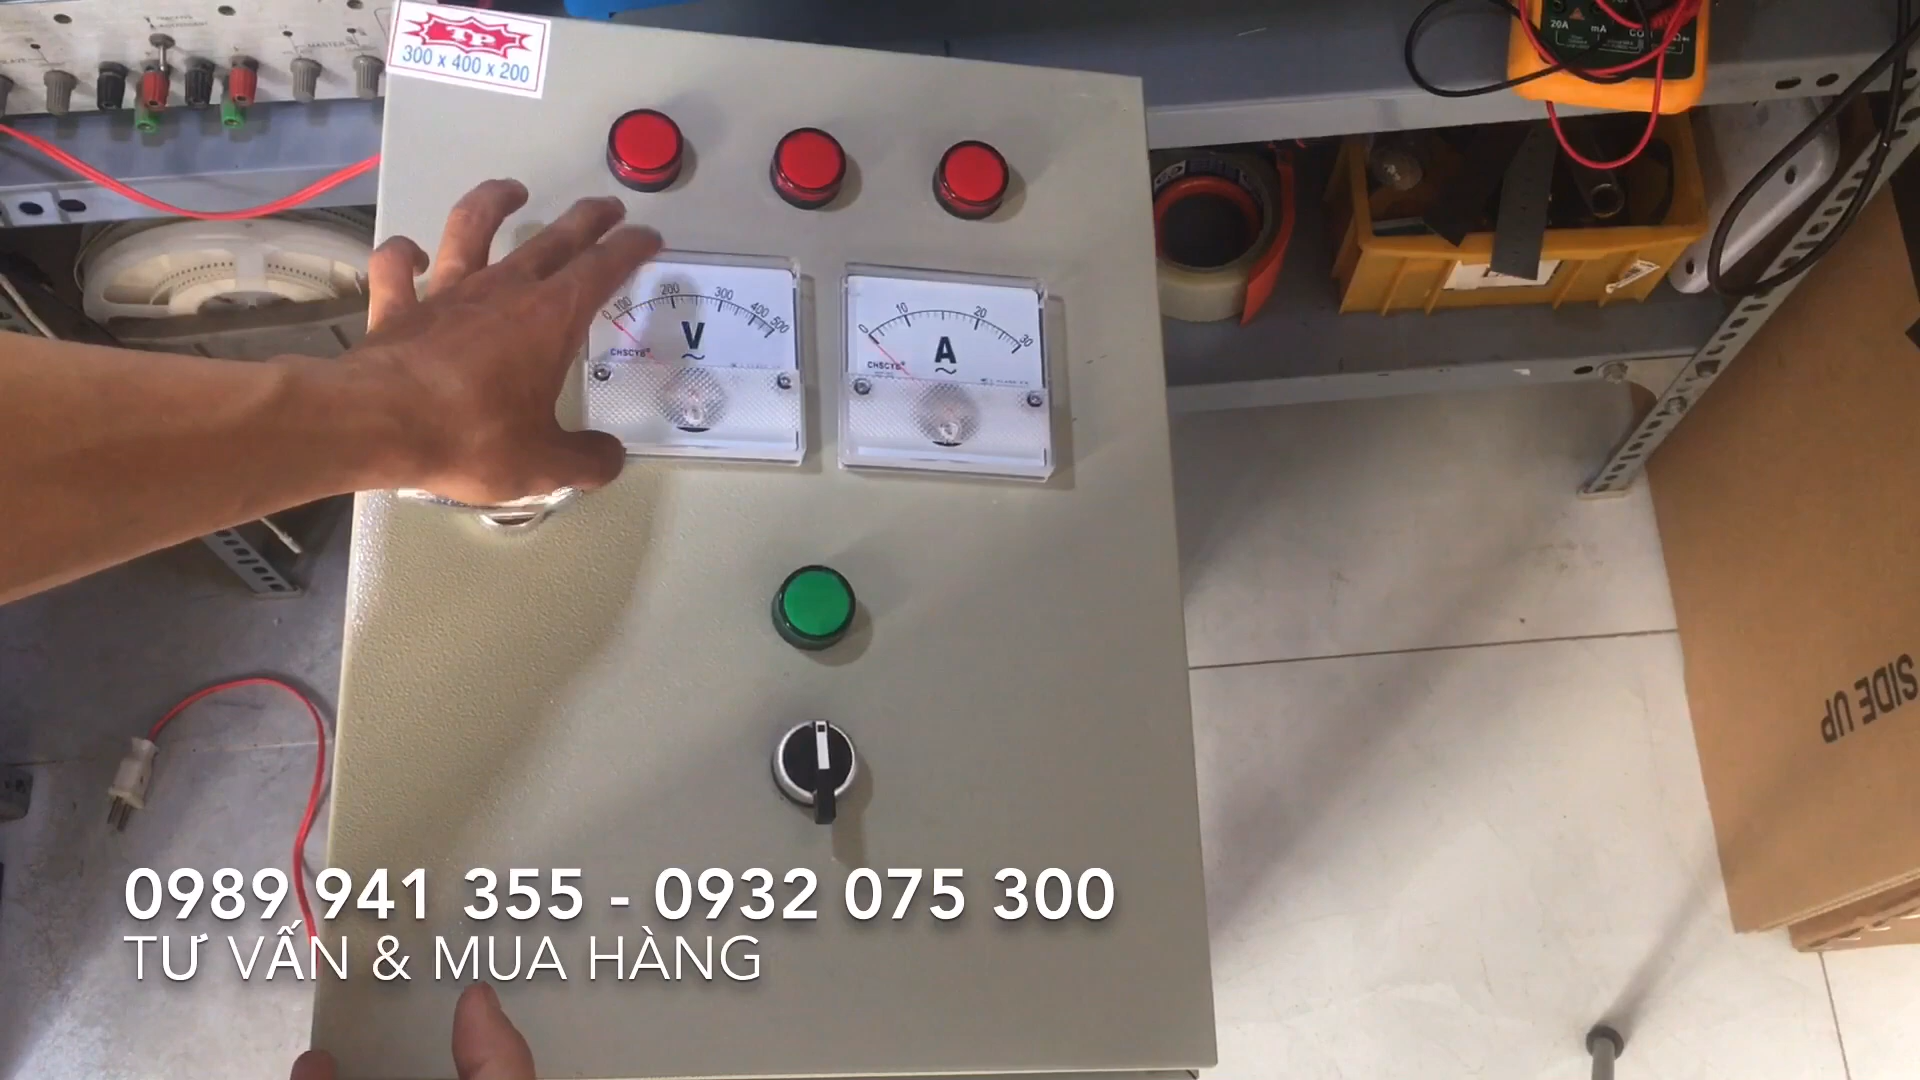 TP
300 x 400 x 200
20A
mA
0 100 200 300 400 500
V
CHSCYB
0 10 20 30
A
CHSCYB
SIDE UP
0989 941 355 - 0932 075 300
TƯ VẤN & MUA HÀNG